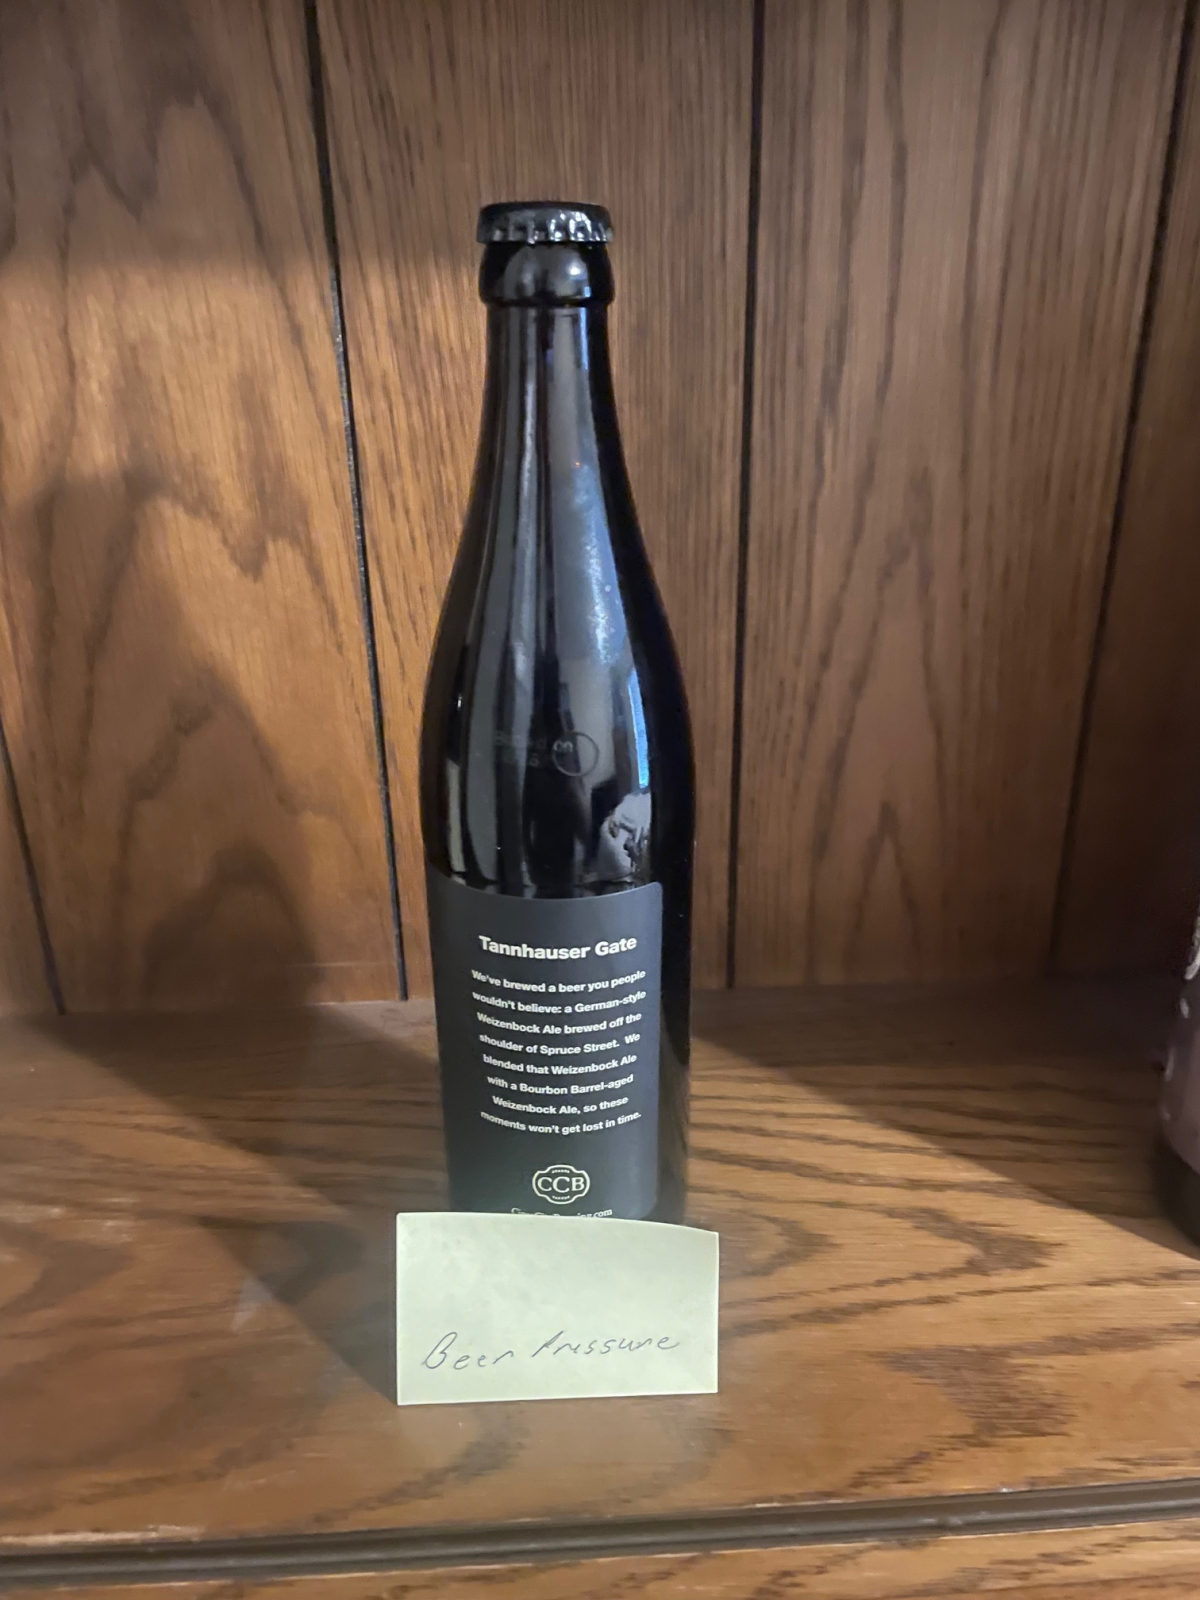 Tannhauser Gate
We've brewed a beer you people
wouldn't believe: a German-style
Weizenbock Ale brewed off the
shoulder of Spruce Street. We
blended that Weizenbock Ale
with a Bourbon Barrel-aged
Weizenbock Ale, so these
moments won't get lost in time.
CCB
Beer Pressure